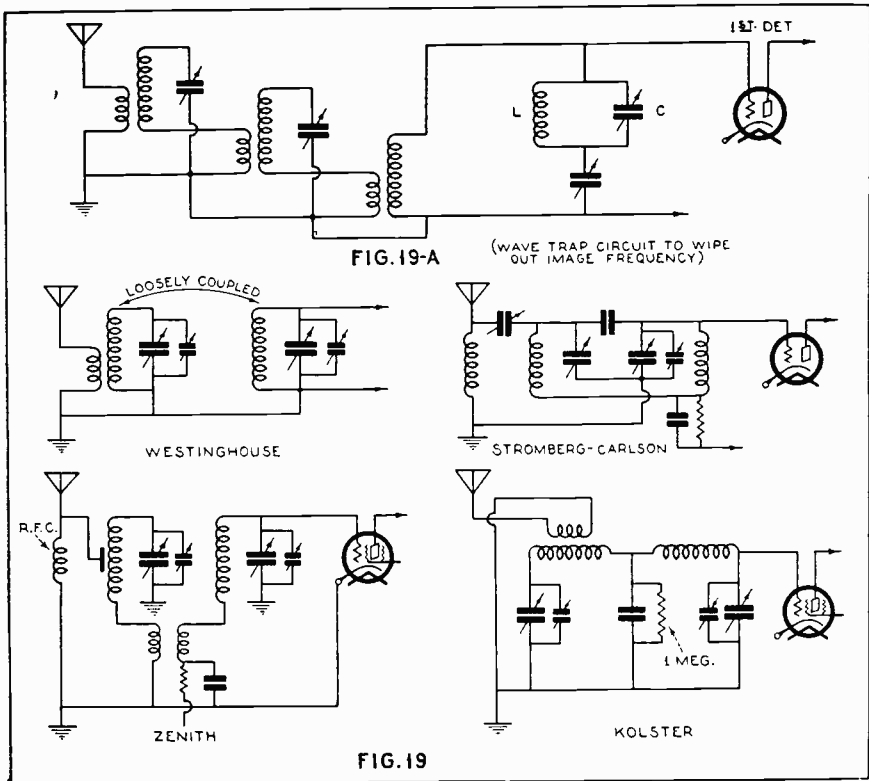 1ST. DET
L
C
FIG.19-A
(WAVE TRAP CIRCUIT TO WIPE
OUT IMAGE FREQUENCY)
LOOSELY COUPLED
WESTINGHOUSE
STROMBERG-CARLSON
R.F.C.
ZENITH
1 MEG.
KOLSTER
FIG.19